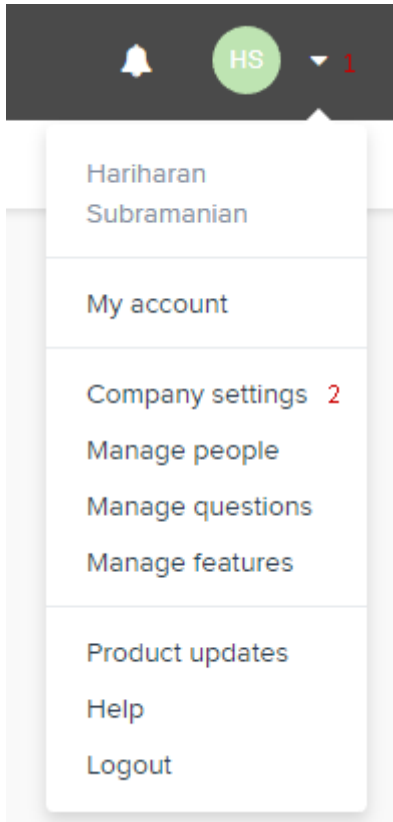 HS 1
Hariharan
Subramanian
My account
Company settings 2
Manage people
Manage questions
Manage features
Product updates
Help
Logout